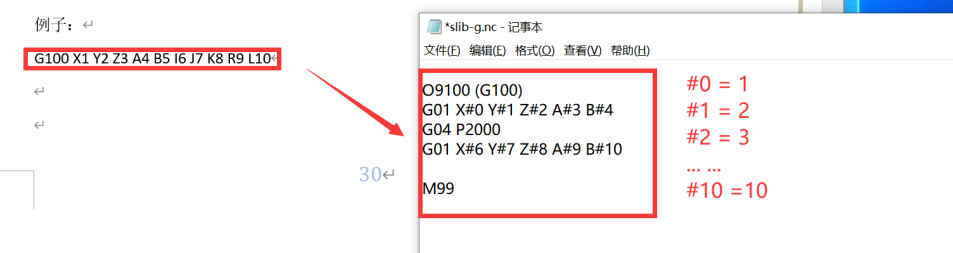 例子：
G100 X1 Y2 Z3 A4 B5 I6 J7 K8 R9 L10
30
*slib-g.nc - 记事本
文件(F) 编辑(E) 格式(O) 查看(V) 帮助(H)
O9100 (G100)
G01 X#0 Y#1 Z#2 A#3 B#4
G04 P2000
G01 X#6 Y#7 Z#8 A#9 B#10
M99
#0 = 1
#1 = 2
#2 = 3
... ...
#10 =10